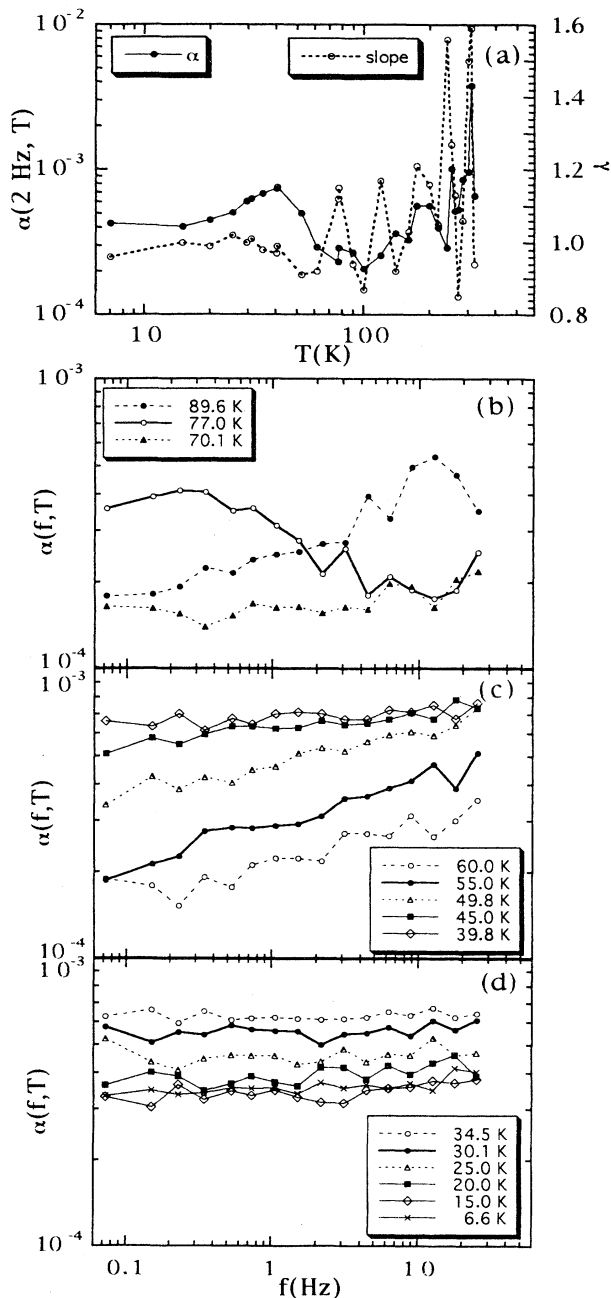 10⁻²
10⁻³
10⁻⁴
α(2 Hz, T)
α
slope
(a)
1.6
1.4
1.2
1.0
0.8
γ
10
100
T(K)
10⁻³
10⁻⁴
α(f,T)
89.6 K
77.0 K
70.1 K
(b)
10⁻³
10⁻⁴
α(f,T)
(c)
60.0 K
55.0 K
49.8 K
45.0 K
39.8 K
10⁻³
10⁻⁴
α(f,T)
(d)
34.5 K
30.1 K
25.0 K
20.0 K
15.0 K
6.6 K
0.1
1
10
f(Hz)